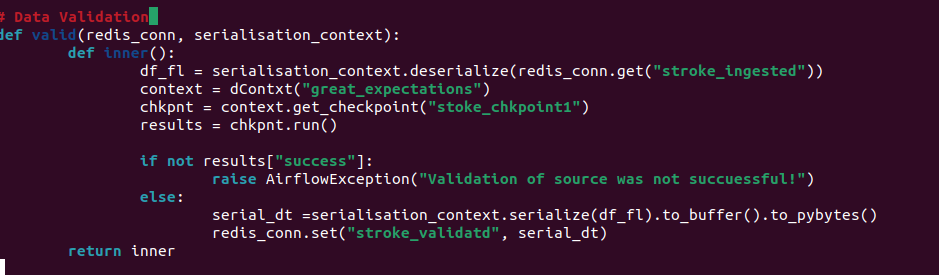 # Data Validation
def valid(redis_conn, serialisation_context):
def inner():
df_fl = serialisation_context.deserialize(redis_conn.get("stroke_ingested"))
context = dContxt("great_expectations")
chkpnt = context.get_checkpoint("stoke_chkpoint1")
results = chkpnt.run()
if not results["success"]:
raise AirflowException("Validation of source was not succuessful!")
else:
serial_dt =serialisation_context.serialize(df_fl).to_buffer().to_pybytes()
redis_conn.set("stroke_validatd", serial_dt)
return inner